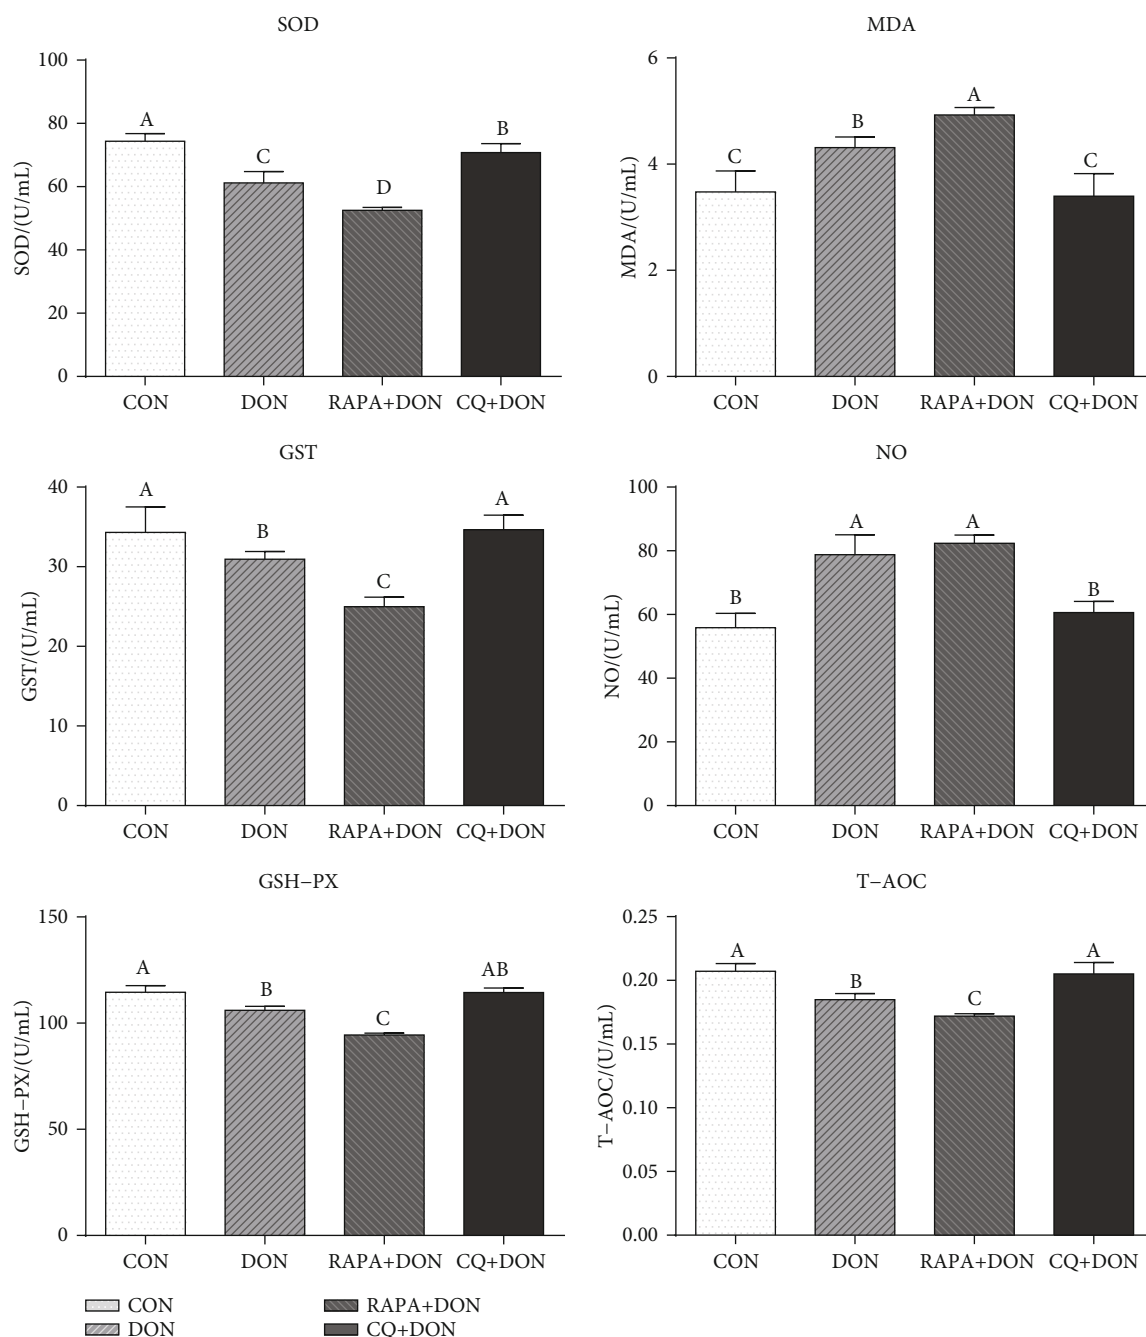 SOD
100
80
60
40
20
0
SOD/(U/mL)
A
C
D
B
CON DON RAPA+DON CQ+DON
MDA
6
4
2
0
MDA/(U/mL)
C
B
A
C
CON DON RAPA+DON CQ+DON
GST
40
30
20
10
0
GST/(U/mL)
A
B
C
A
CON DON RAPA+DON CQ+DON
NO
100
80
60
40
20
0
NO/(U/mL)
B
A
A
B
CON DON RAPA+DON CQ+DON
GSH–PX
150
100
50
0
GSH–PX/(U/mL)
A
B
C
AB
CON DON RAPA+DON CQ+DON
T–AOC
0.25
0.20
0.15
0.10
0.05
0.00
T–AOC/(U/mL)
A
B
C
A
CON DON RAPA+DON CQ+DON
CON
DON
RAPA+DON
CQ+DON